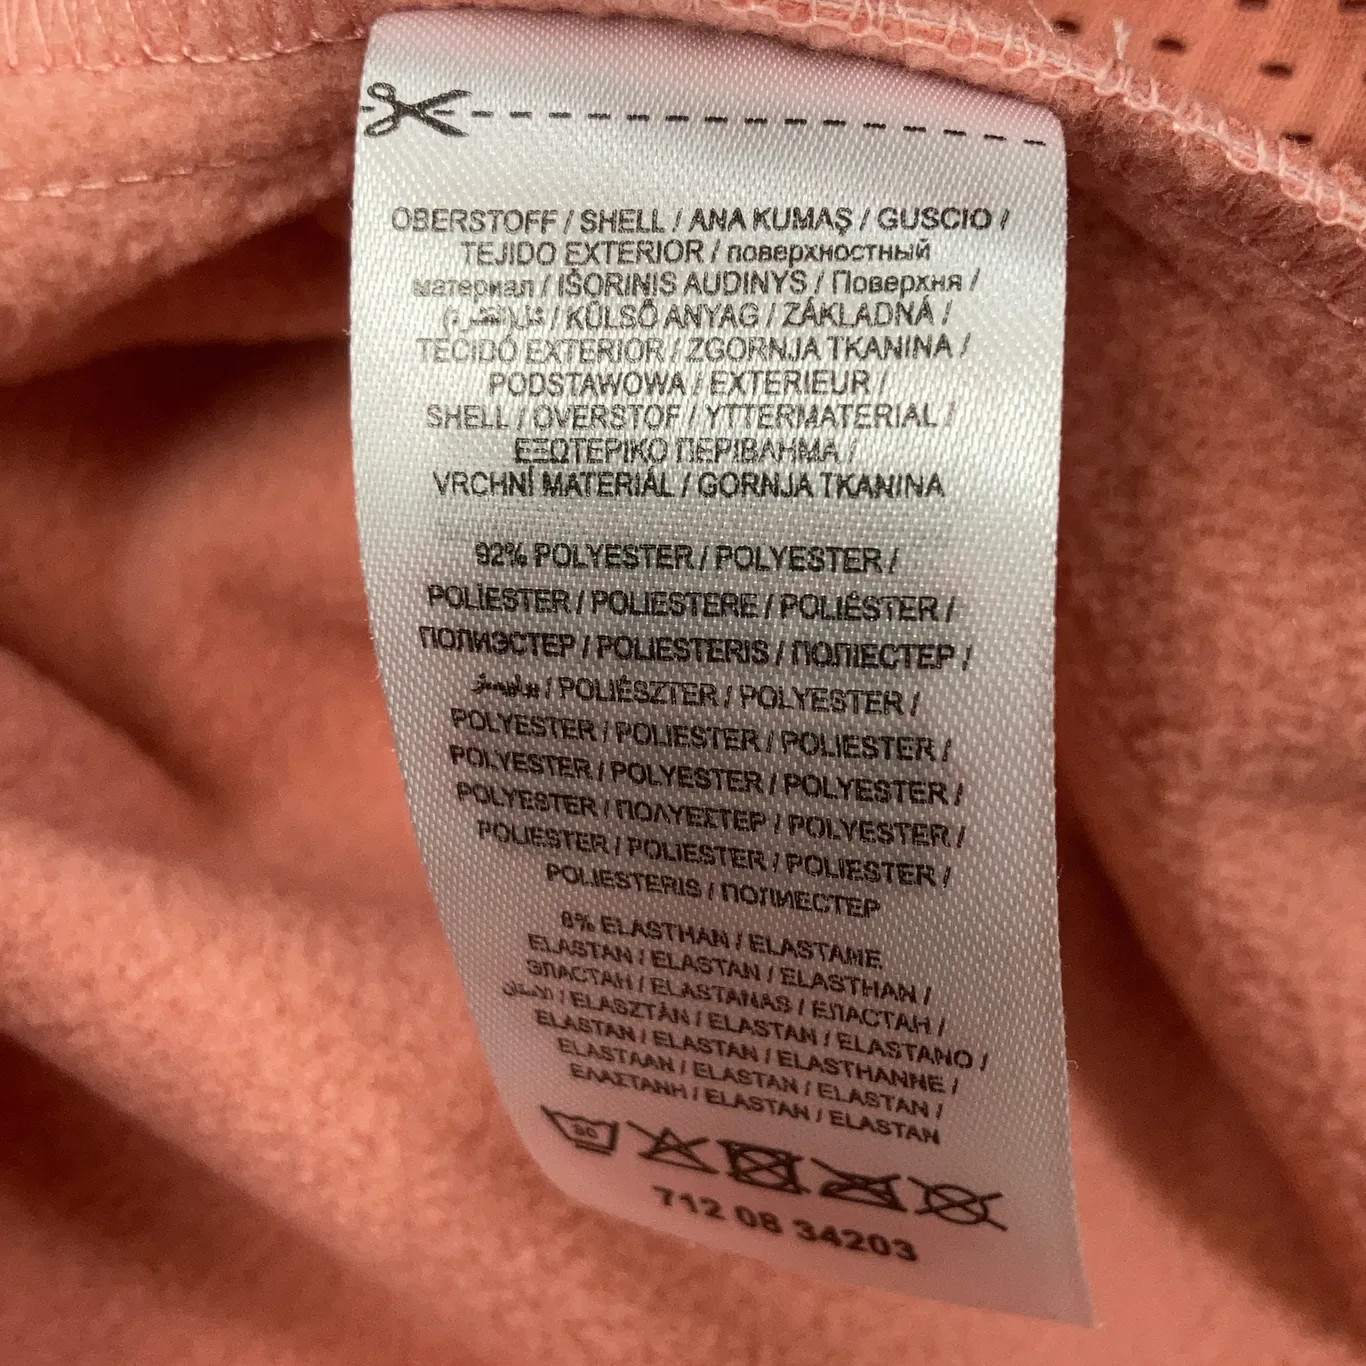 OBERSTOFF / SHELL / ANA KUMAŞ / GUSCIO /
TEJIDO EXTERIOR / поверхностный
материал / IŠORINIS AUDINYS / Поверхня /
/ KÜLSŐ ANYAG / ZÁKLADNÁ /
TECIDO EXTERIOR / ZGORNJA TKANINA /
PODSTAWOWA / EXTERIEUR /
SHELL / OVERSTOF / YTTERMATERIAL /
ΕΞΩΤΕΡΙΚΟ ΠΕΡΙΒΛΗΜΑ /
VRCHNÍ MATERIÁL / GORNJA TKANINA
92% POLYESTER / POLYESTER /
POLİESTER / POLIESTERE / POLIÉSTER /
ПОЛИЭСТЕР / POLIESTERIS / ПОЛІЕСТЕР /
/ POLIÉSZTER / POLYESTER /
POLYESTER / POLIESTER / POLIESTER /
POLYESTER / POLYESTER / POLYESTER /
POLYESTER / ΠΟΛΥΕΣΤΕΡ / POLYESTER /
POLIESTER / POLIESTER / POLIESTER /
POLIESTERIS / ПОЛИЕСТЕР
8% ELASTHAN / ELASTANE
ELASTAN / ELASTAN / ELASTHAN /
ЭЛАСТАН / ELASTANAS / ЕЛАСТАН /
/ ELASZTÁN / ELASTAN / ELASTANO /
ELASTAN / ELASTAN / ELASTHANNE /
ELASTAAN / ELASTAN / ELASTAN /
ΕΛΑΣΤΑΝΗ / ELASTAN / ELASTAN
30
712 08 34203